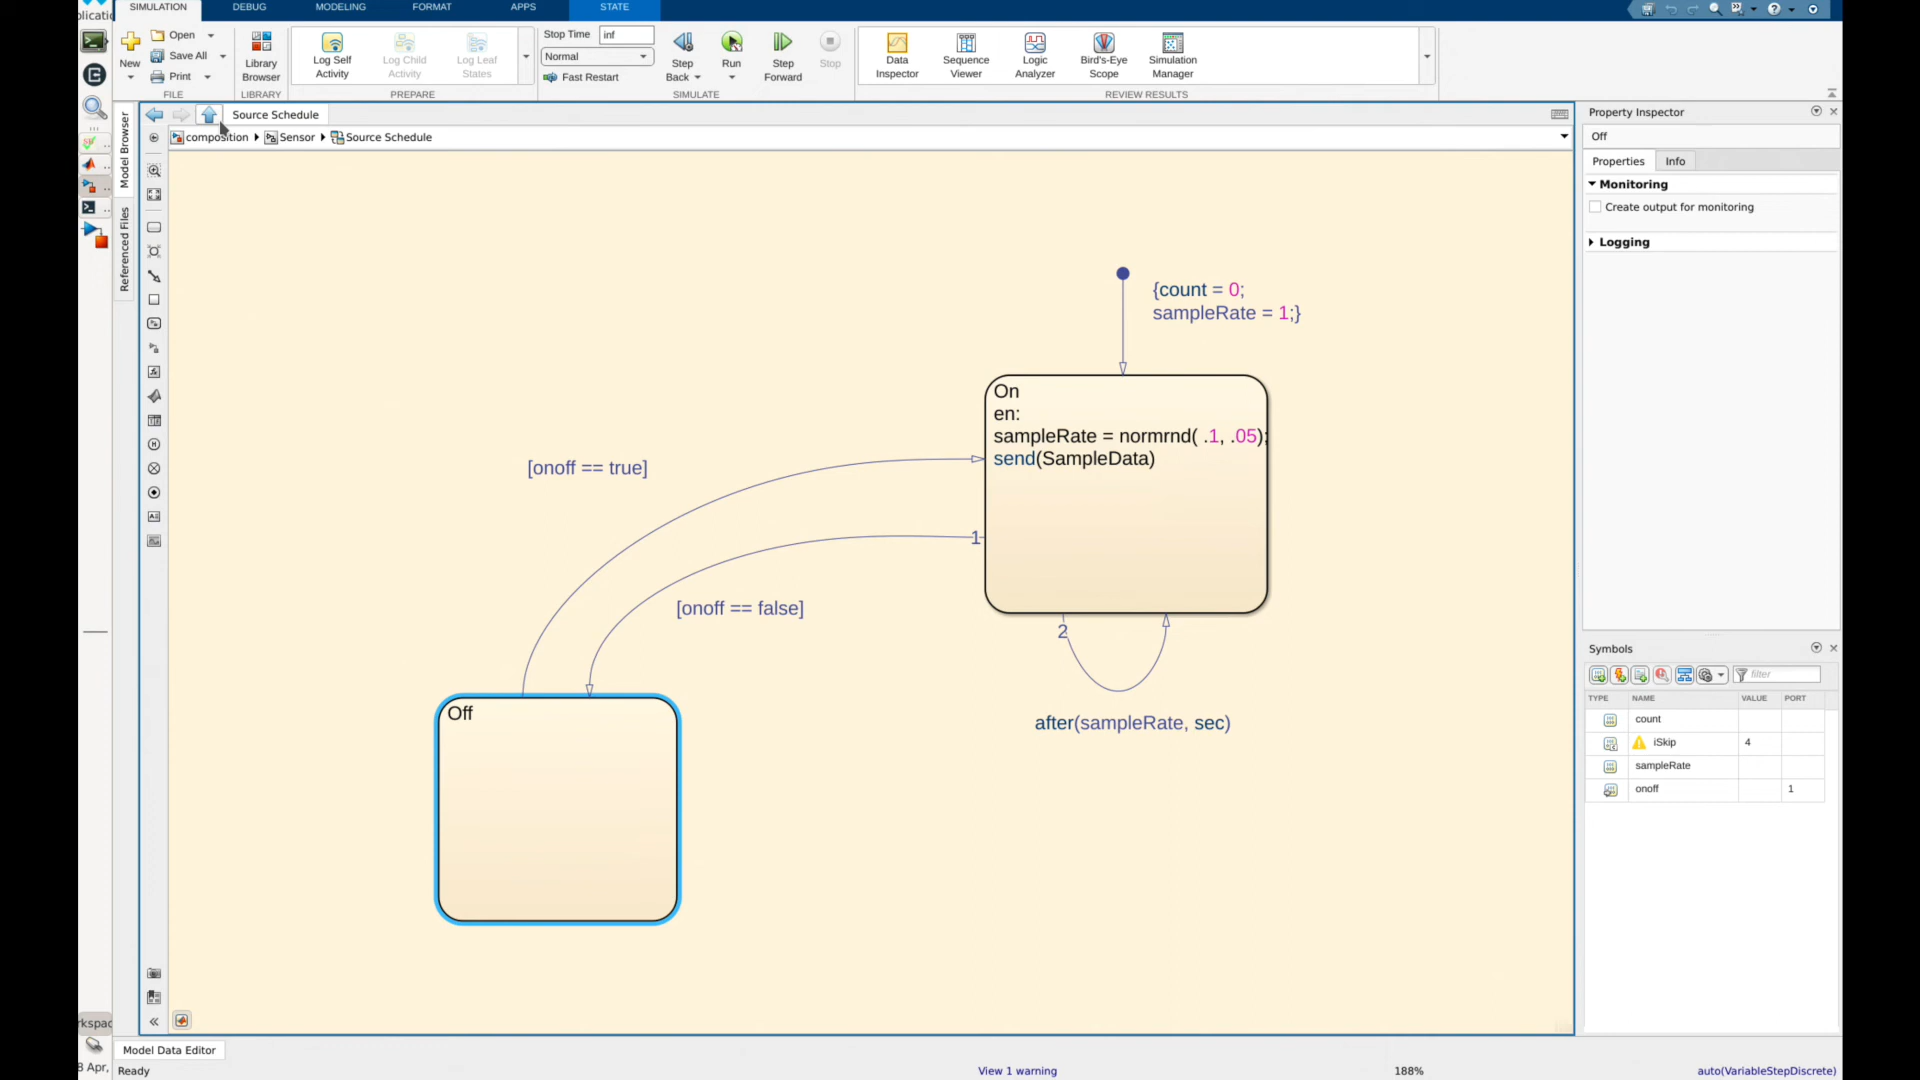 plicatio
SIMULATION DEBUG MODELING FORMAT APPS STATE
New
Open
Save All
Print
FILE
Library
Browser
LIBRARY
Log Self
Activity
Log Child
Activity
Log Leaf
States
PREPARE
Stop Time inf
Normal
Fast Restart
Step
Back
Run
Step
Forward
Stop
SIMULATE
Data
Inspector
Sequence
Viewer
Logic
Analyzer
Bird's-Eye
Scope
Simulation
Manager
REVIEW RESULTS
Model Browser
Referenced Files
Source Schedule
composition Sensor Source Schedule
{count = 0;
sampleRate = 1;}
On
en:
sampleRate = normrnd( .1, .05);
send(SampleData)
[onoff == true]
1
[onoff == false]
2
after(sampleRate, sec)
Off
Property Inspector
Off
Properties Info
Monitoring
Create output for monitoring
Logging
Symbols
filter
TYPE NAME VALUE PORT
count
iSkip 4
sampleRate
onoff 1
rkspac
8 Apr,
Model Data Editor
Ready
View 1 warning
188%
auto(VariableStepDiscrete)